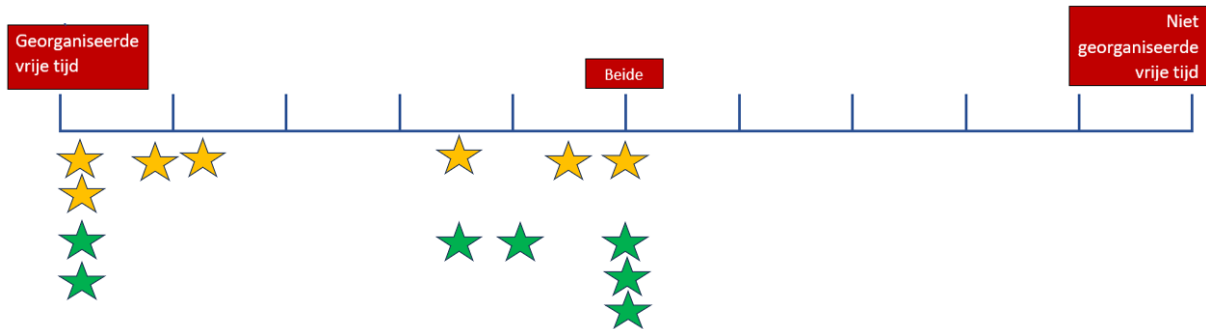 Georganiseerde
vrije tijd
Beide
Niet
georganiseerde
vrije tijd